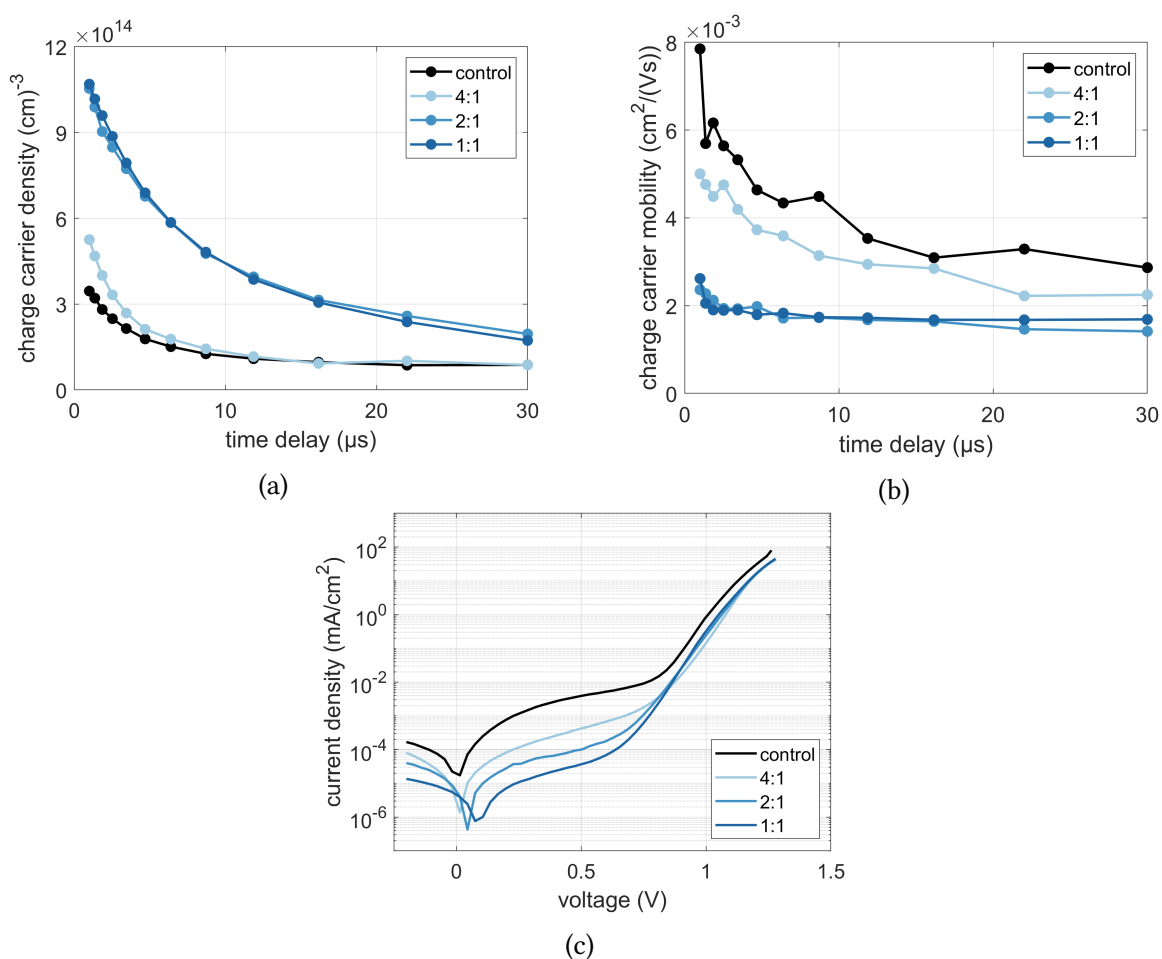 ×10^14
12
9
6
3
0
0 10 20 30
charge carrier density (cm)^-3
time delay (μs)
control
4:1
2:1
1:1
(a)
×10^-3
8
6
4
2
0
0 10 20 30
charge carrier mobility (cm^2/(Vs))
time delay (μs)
control
4:1
2:1
1:1
(b)
10^2
10^0
10^-2
10^-4
10^-6
0 0.5 1 1.5
current density (mA/cm^2)
voltage (V)
control
4:1
2:1
1:1
(c)